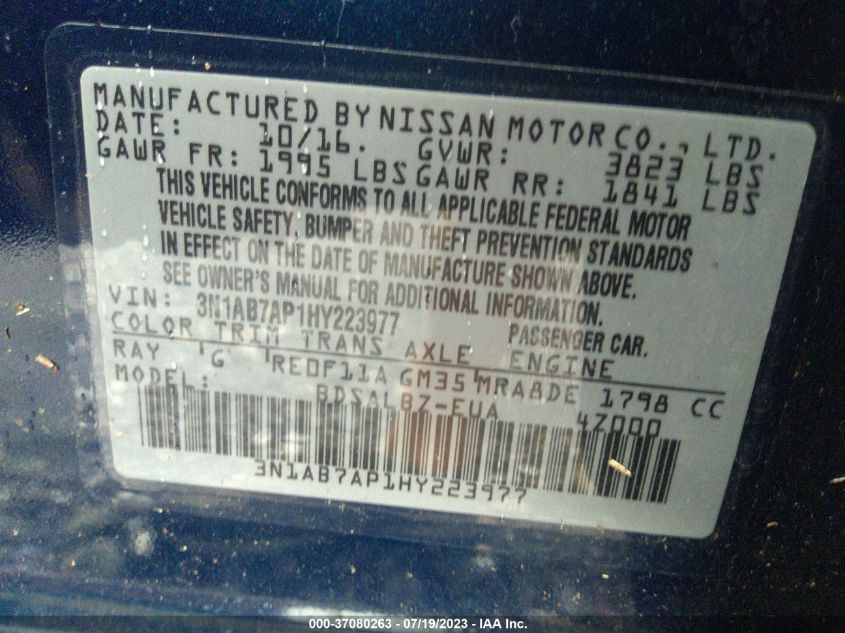 MANUFACTURED BY NISSAN MOTOR CO., LTD.
DATE: 10/16. GVWR: 3823 LBS
GAWR FR: 1995 LBS GAWR RR: 1841 LBS
THIS VEHICLE CONFORMS TO ALL APPLICABLE FEDERAL MOTOR
VEHICLE SAFETY, BUMPER AND THEFT PREVENTION STANDARDS
IN EFFECT ON THE DATE OF MANUFACTURE SHOWN ABOVE.
SEE OWNER'S MANUAL FOR ADDITIONAL INFORMATION.
VIN: 3N1AB7AP1HY223977 PASSENGER CAR.
COLOR TRIM TRANS AXLE ENGINE
RAY G RE0F11A GM35 MRA8DE 1798 CC
MODEL: BDSALBZ-EUA 4Z000
3N1AB7AP1HY223977
000-37080263 - 07/19/2023 - IAA Inc.